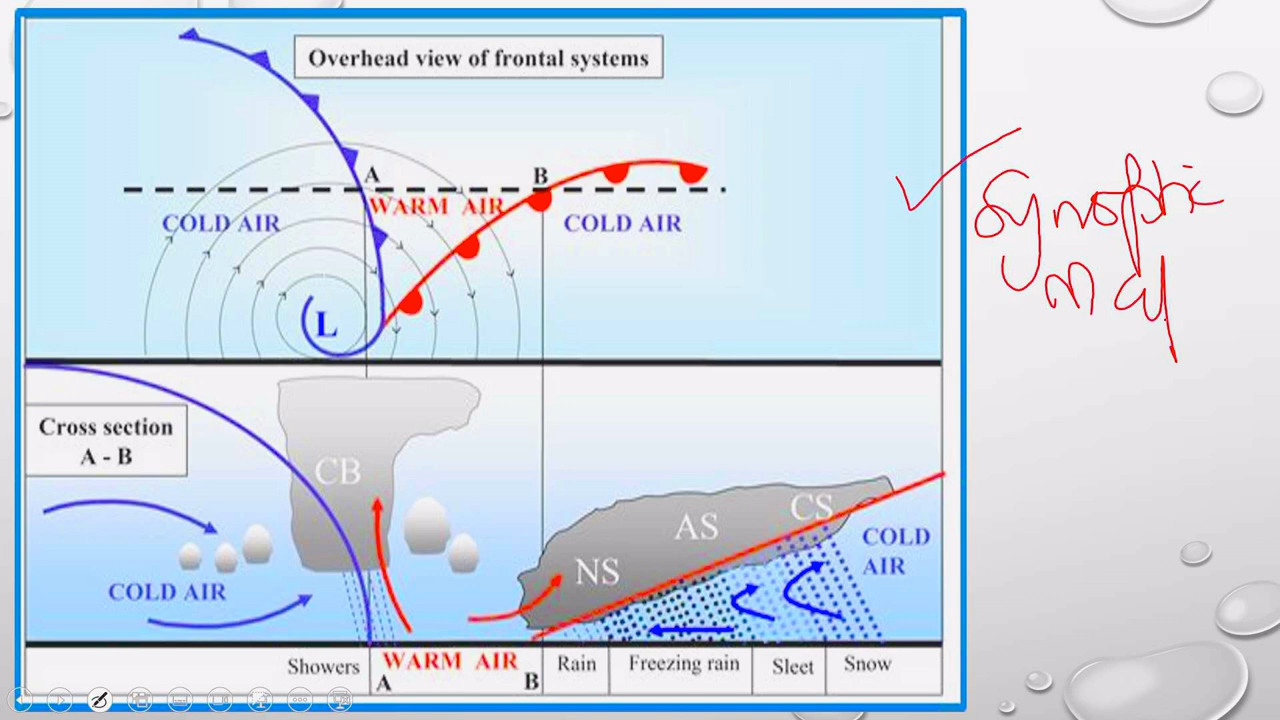 Overhead view of frontal systems
A
B
COLD AIR
WARM AIR
COLD AIR
L
Synoptic
Map
Cross section
A - B
CB
CS
AS
NS
COLD
AIR
COLD AIR
Showers
WARM AIR
Rain
Freezing rain
Sleet
Snow
A
B